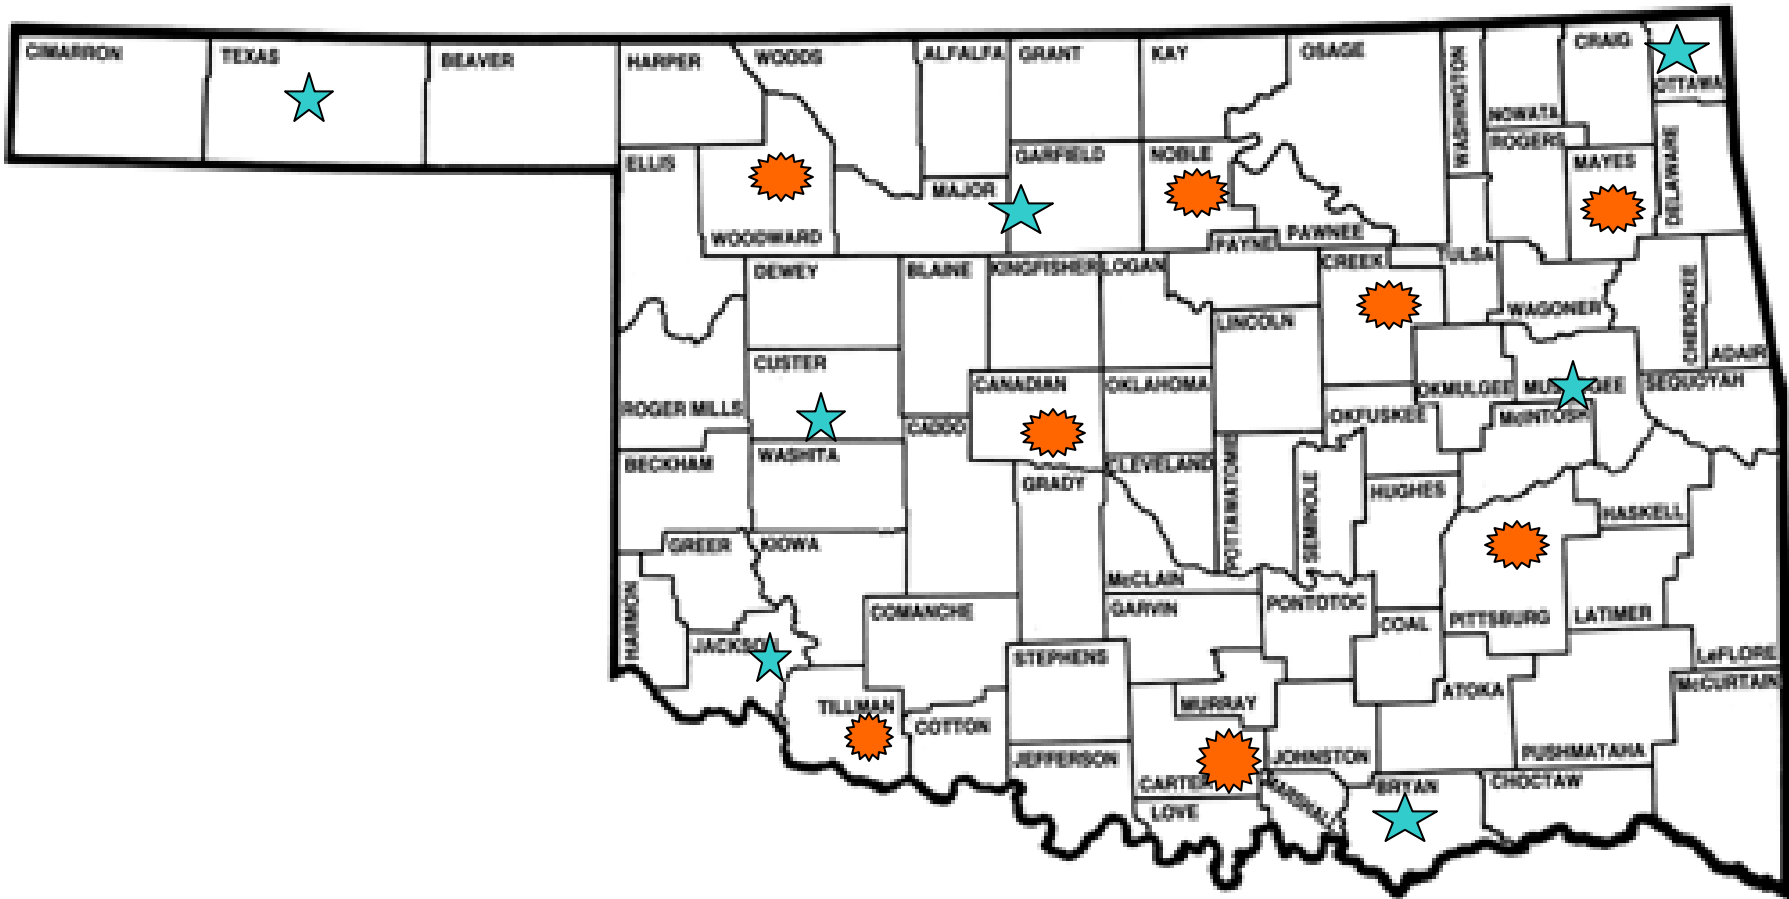 CIMARRON
TEXAS
BEAVER
HARPER
WOODS
ALFALFA
GRANT
KAY
OSAGE
WASHINGTON
NOWATA
CRAIG
OTTAWA
ELLIS
WOODWARD
MAJOR
GARFIELD
NOBLE
PAYNE
PAWNEE
ROGERS
MAYES
DELAWARE
DEWEY
BLAINE
KINGFISHER
LOGAN
LINCOLN
CREEK
TULSA
WAGONER
CHEROKEE
ADAIR
ROGER MILLS
CUSTER
CADDO
CANADIAN
OKLAHOMA
OKFUSKEE
OKMULGEE
McINTOSH
SEQUOYAH
BECKHAM
WASHITA
GRADY
CLEVELAND
POTTAWATOMIE
SEMINOLE
HUGHES
HASKELL
GREER
KIOWA
HARMON
JACKSON
COMANCHE
McCLAIN
GARVIN
PONTOTOC
COAL
PITTSBURG
LATIMER
LeFLORE
TILLMAN
COTTON
STEPHENS
JEFFERSON
MURRAY
CARTER
LOVE
JOHNSTON
ATOKA
PUSHMATAHA
McCURTAIN
BRYAN
CHOCTAW